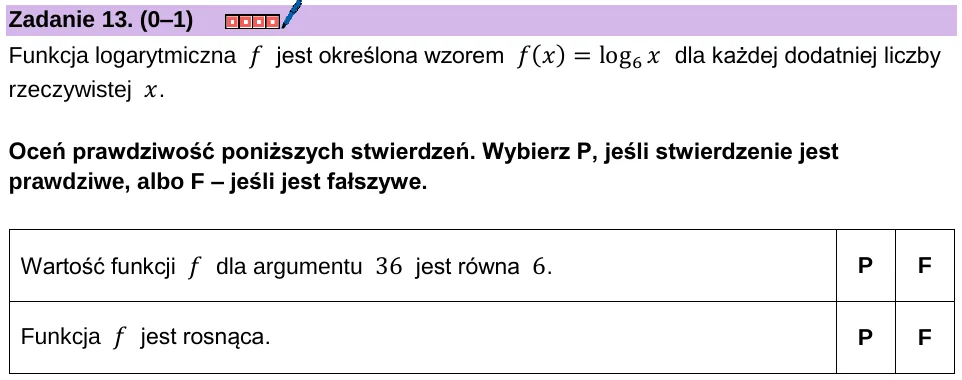 Zadanie 13. (0–1)
Funkcja logarytmiczna f jest określona wzorem f(x) = log₆ x dla każdej dodatniej liczby
rzeczywistej x.
Oceń prawdziwość poniższych stwierdzeń. Wybierz P, jeśli stwierdzenie jest
prawdziwe, albo F – jeśli jest fałszywe.
Wartość funkcji f dla argumentu 36 jest równa 6. P F
Funkcja f jest rosnąca. P F